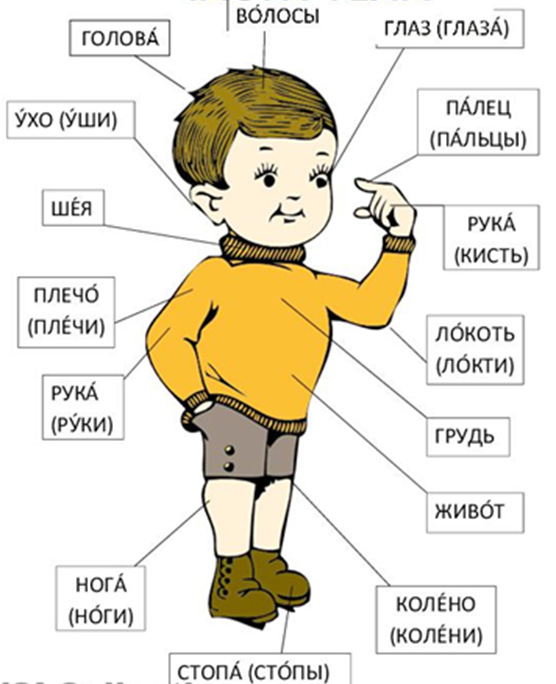 ВО́ЛОСЫ
ГОЛОВА́
ГЛАЗ (ГЛАЗА́)
У́ХО (У́ШИ)
ПА́ЛЕЦ
(ПА́ЛЬЦЫ)
ШЕ́Я
РУКА́
(КИСТЬ)
ПЛЕЧО́
(ПЛЕ́ЧИ)
ЛО́КОТЬ
(ЛО́КТИ)
РУКА́
(РУ́КИ)
ГРУДЬ
ЖИВО́Т
НОГА́
(НО́ГИ)
КОЛЕ́НО
(КОЛЕ́НИ)
СТОПА́ (СТО́ПЫ)